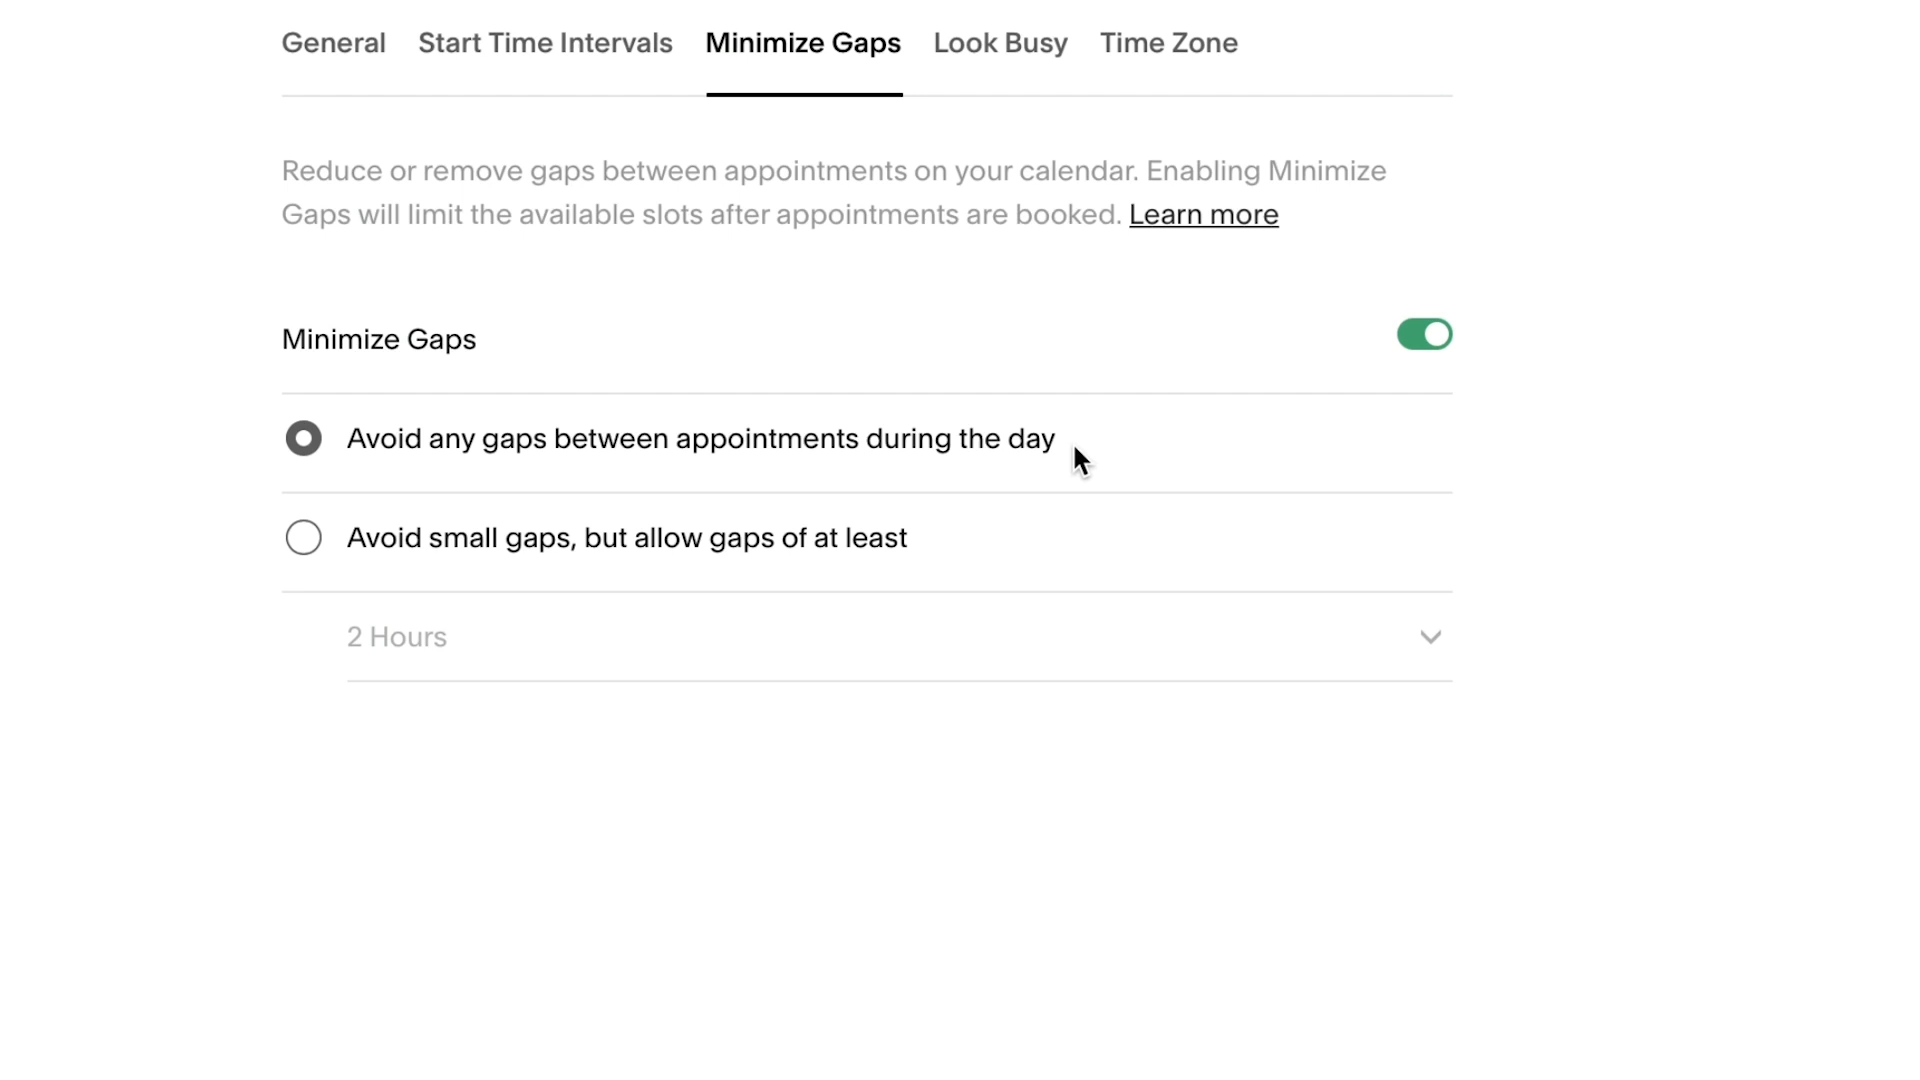 General Start Time Intervals Minimize Gaps Look Busy Time Zone
Reduce or remove gaps between appointments on your calendar. Enabling Minimize
Gaps will limit the available slots after appointments are booked. Learn more
Minimize Gaps
Avoid any gaps between appointments during the day
Avoid small gaps, but allow gaps of at least
2 Hours